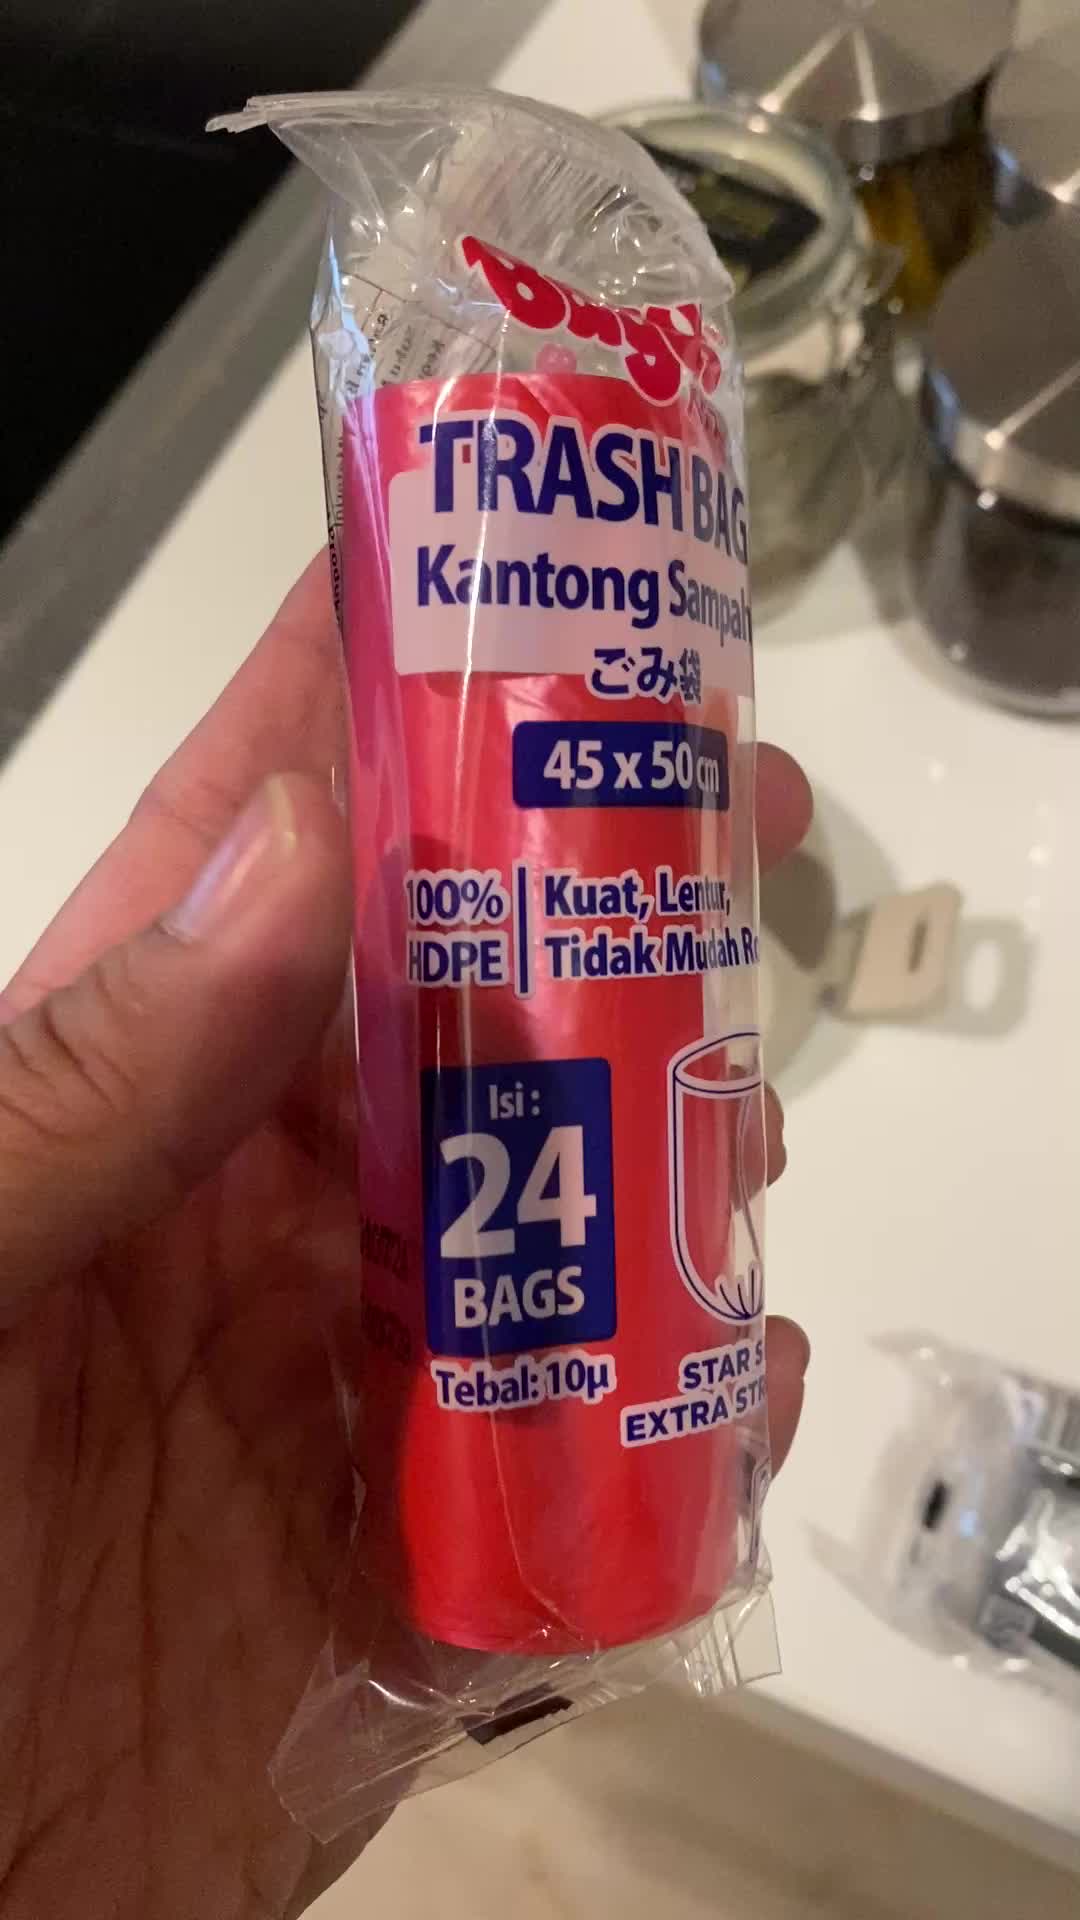 TRASH BAG
Kantong Sampah
ごみ袋
45 x 50 cm
100%
HDPE
Kuat, Lentur,
Tidak Mudah
Isi :
24
BAGS
Tebal: 10µ
STAR
EXTRA